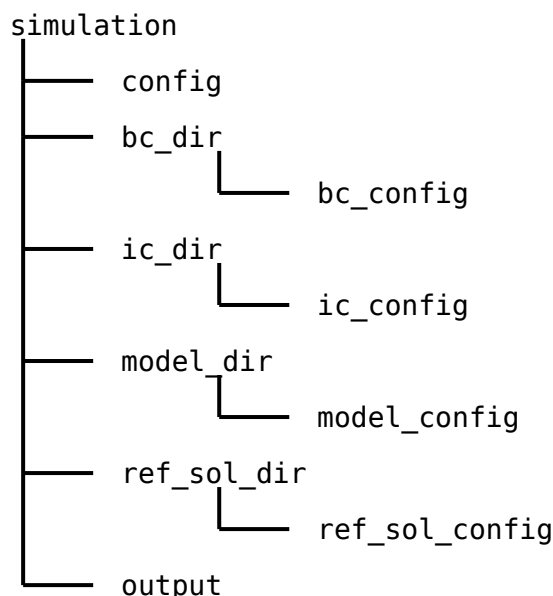 simulation
config
bc_dir
bc_config
ic_dir
ic_config
model_dir
model_config
ref_sol_dir
ref_sol_config
output